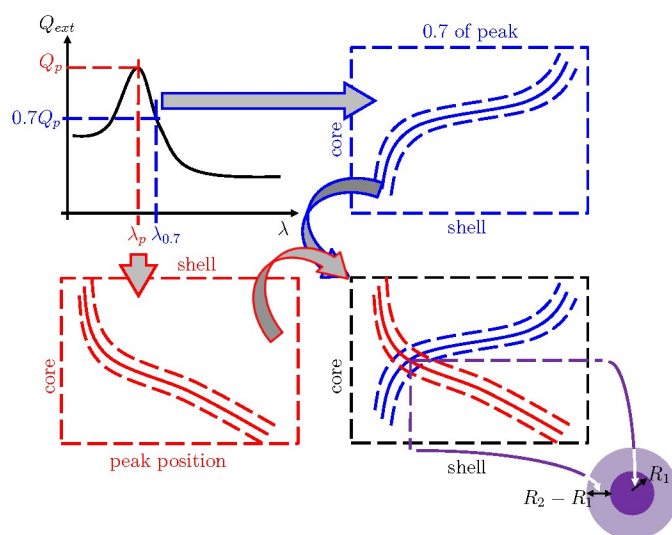 Q_ext
Q_p
0.7Q_p
λ_p
λ_0.7
λ
0.7 of peak
core
shell
shell
core
peak position
core
shell
R_1
R_2 − R_1